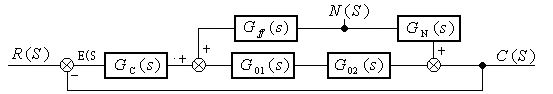 N(S)
G_ff(s) G_N(s)
R(S) E(S G_C(s) + + G_01(s) G_02(s) + C(S)
−